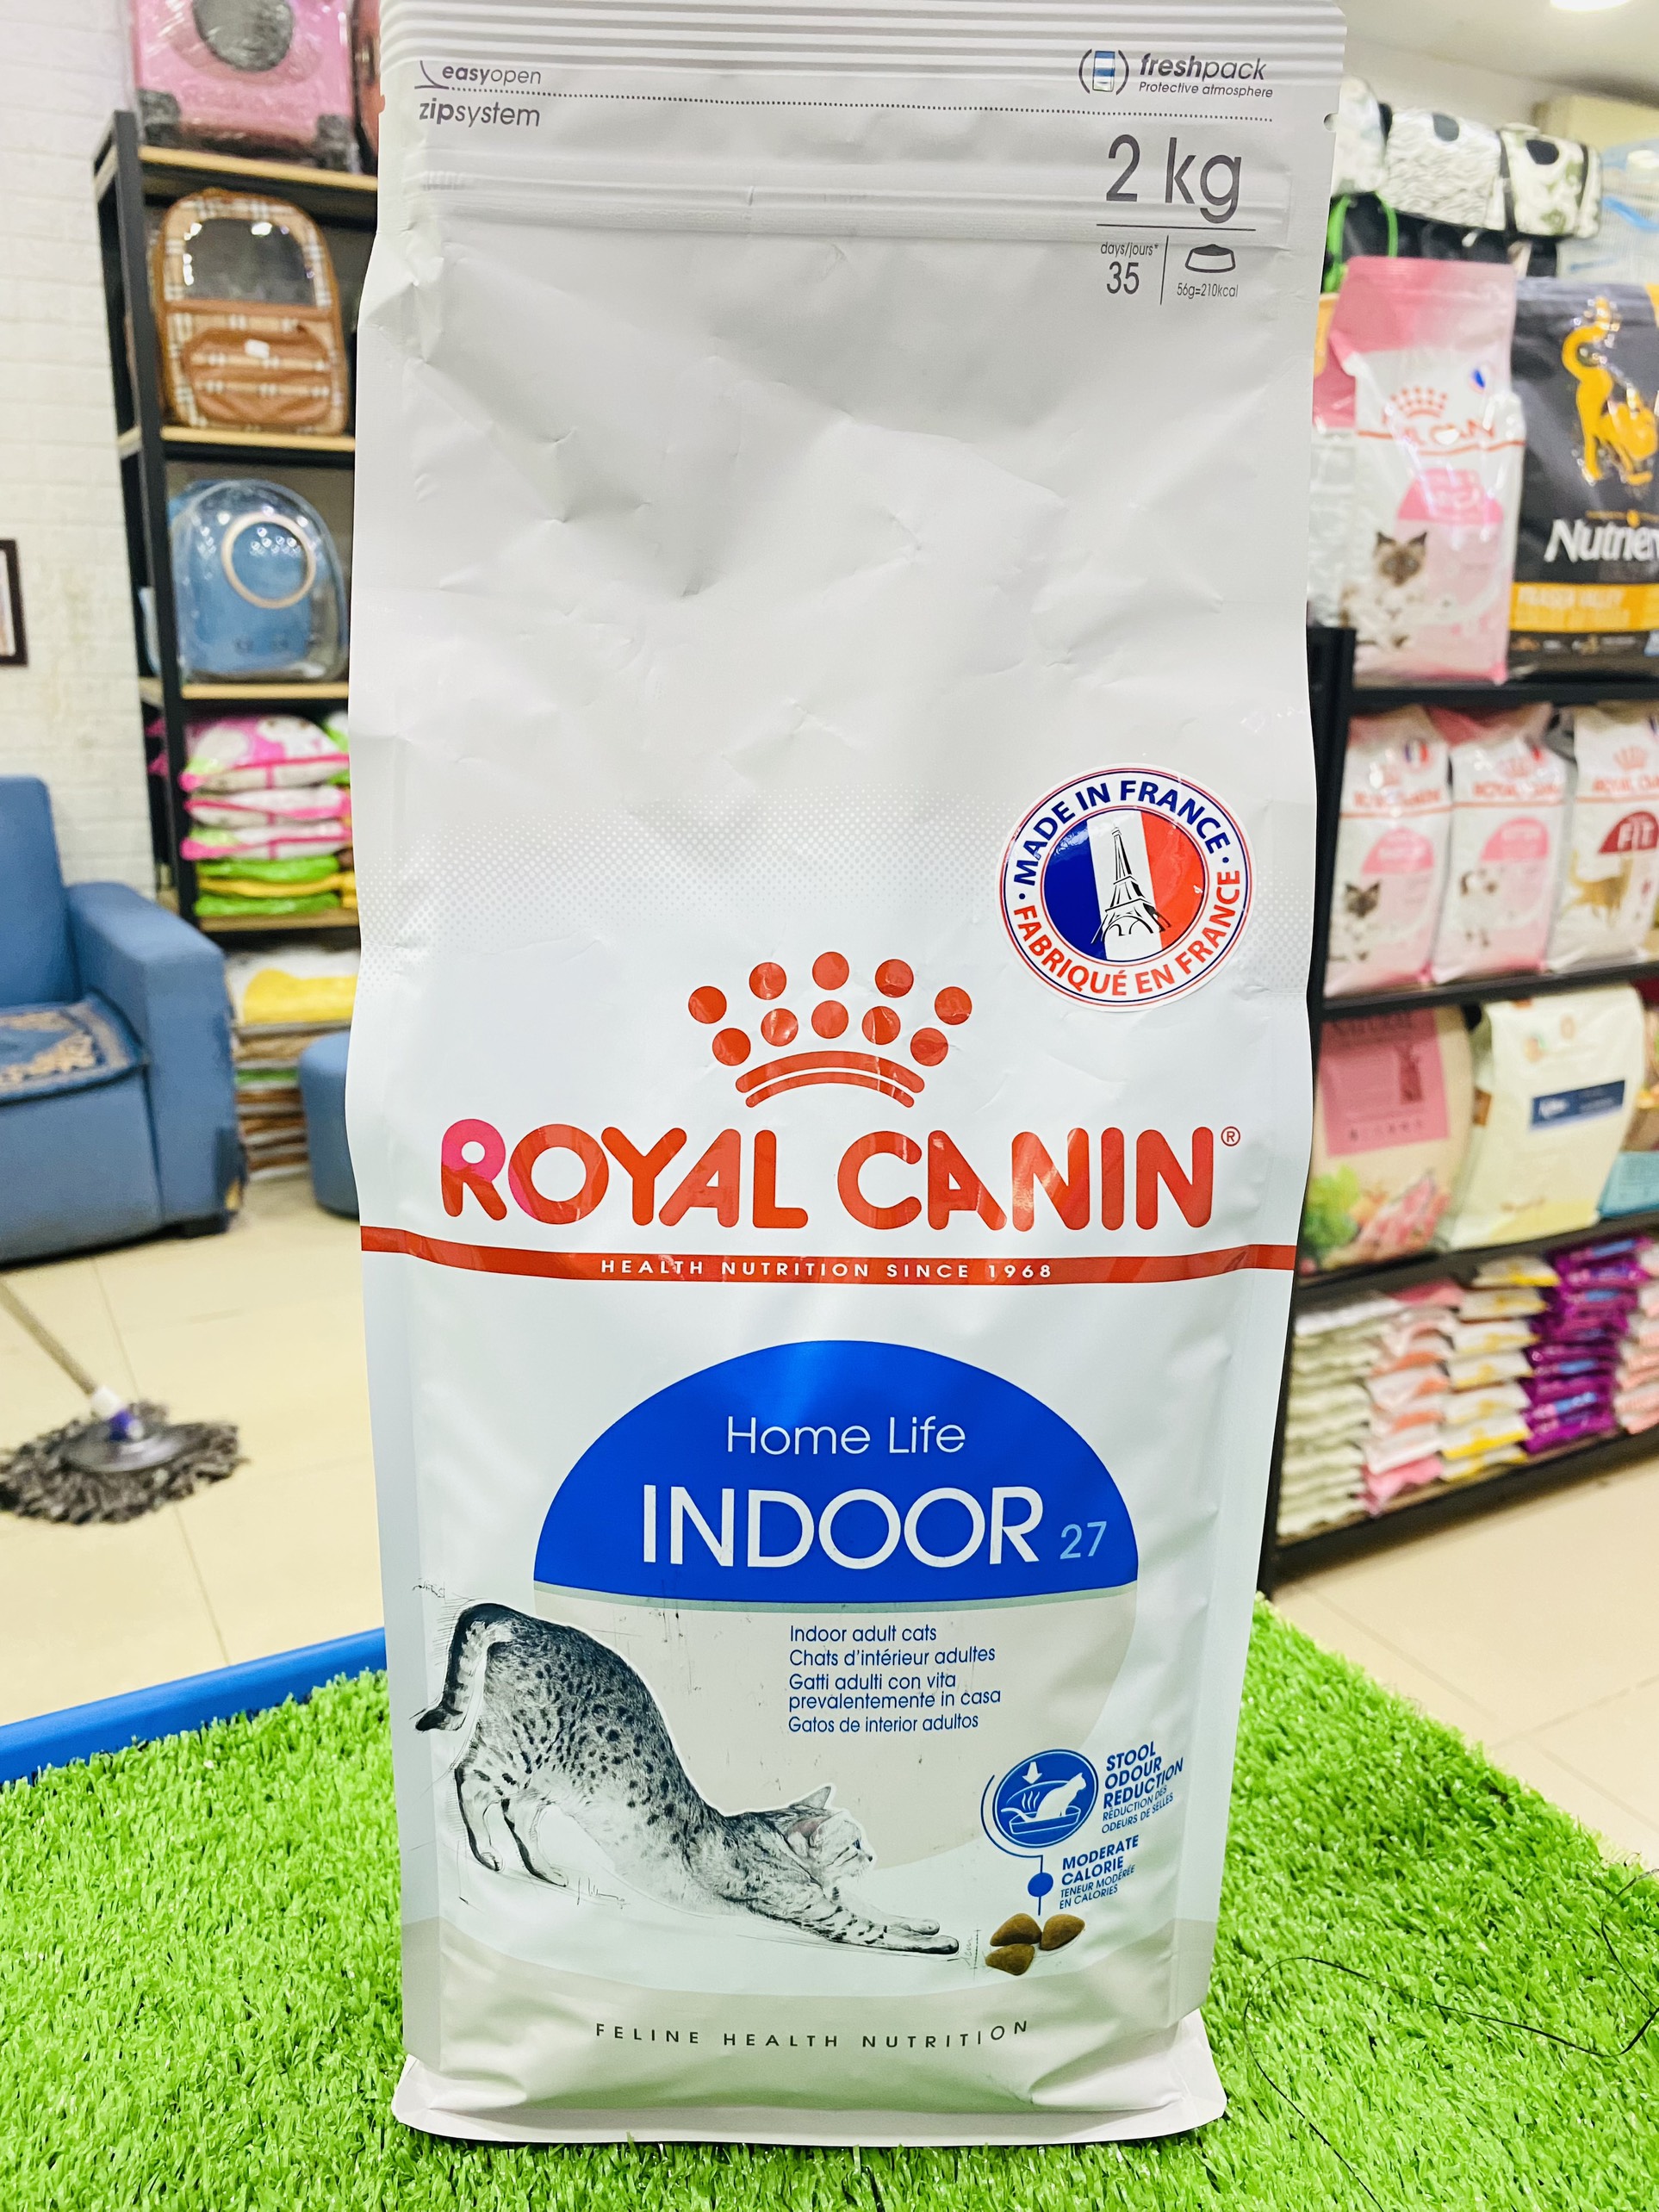 easyopen
zipsystem
freshpack
Protective atmosphere
2 kg
days/jours*
35
56g=210kcal
MADE IN FRANCE
FABRIQUÉ EN FRANCE
ROYAL CANIN®
HEALTH NUTRITION SINCE 1968
Home Life
INDOOR 27
Indoor adult cats
Chats d'intérieur adultes
Gatti adulti con vita
prevalentemente in casa
Gatos de interior adultos
STOOL
ODOUR
REDUCTION
RÉDUCTION DES
ODEURS DE SELLES
MODERATE
CALORIE
TENEUR MODÉRÉE
EN CALORIES
FELINE HEALTH NUTRITION
FIT